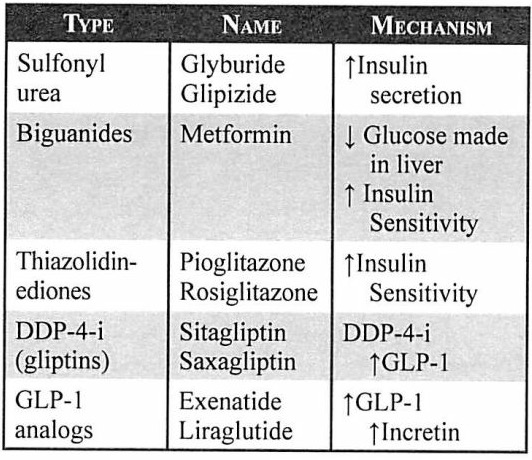 TYPE NAME MECHANISM
Sulfonyl Glyburide ↑Insulin
urea Glipizide secretion
Biguanides Metformin ↓ Glucose made
in liver
↑ Insulin
Sensitivity
Thiazolidin- Pioglitazone ↑Insulin
ediones Rosiglitazone Sensitivity
DDP-4-i Sitagliptin DDP-4-i
(gliptins) Saxagliptin ↑GLP-1
GLP-1 Exenatide ↑GLP-1
analogs Liraglutide ↑Incretin